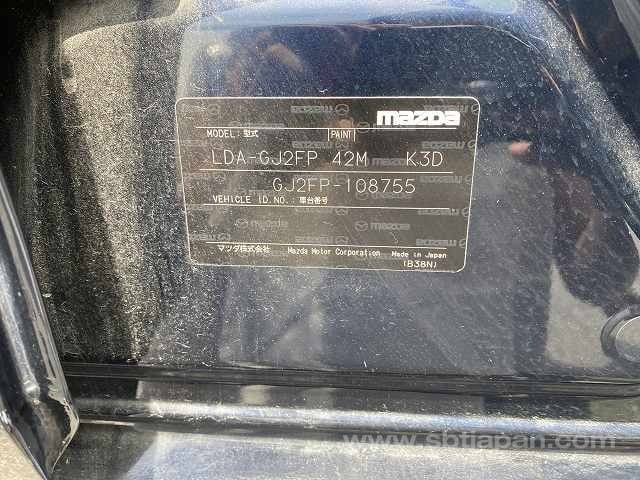 mazda
MODEL:型式 PAINT
LDA-GJ2FP 42M K3D
GJ2FP-108755
VEHICLE ID.NO.:車台番号
マツダ株式会社 Mazda Motor Corporation Made in Japan
(B38N)
www.sbtjapan.com